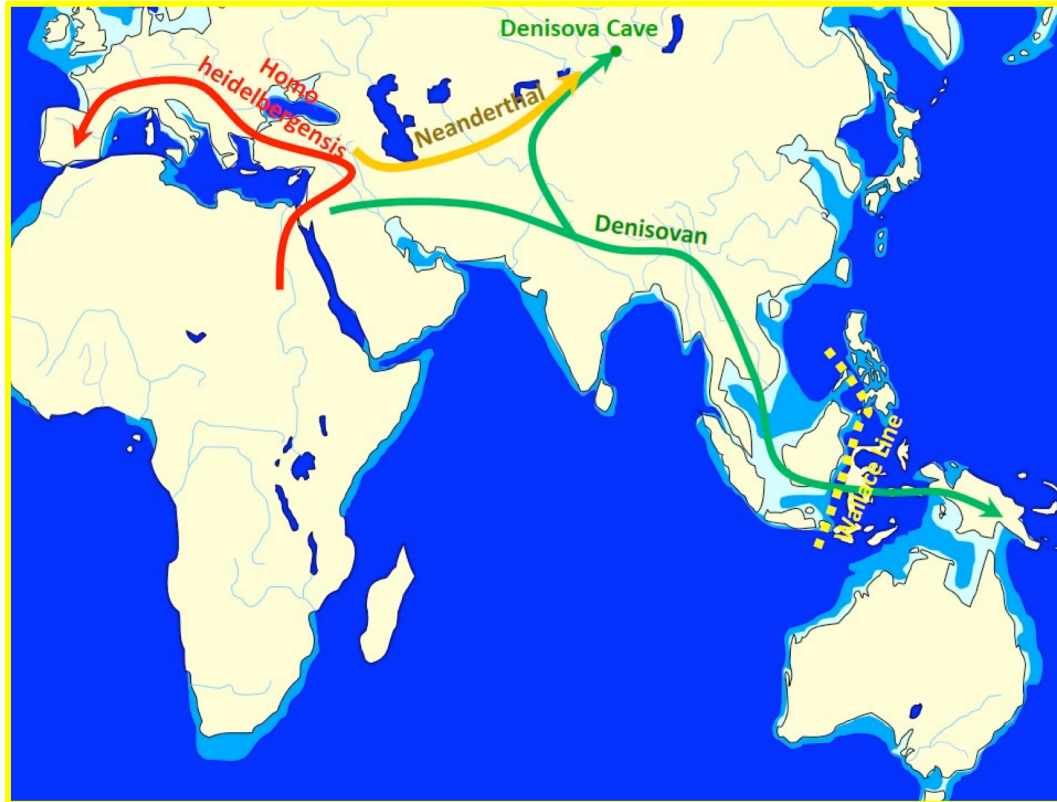 Denisova Cave
Homo
heidelbergensis
Neanderthal
Denisovan
Wallace Line